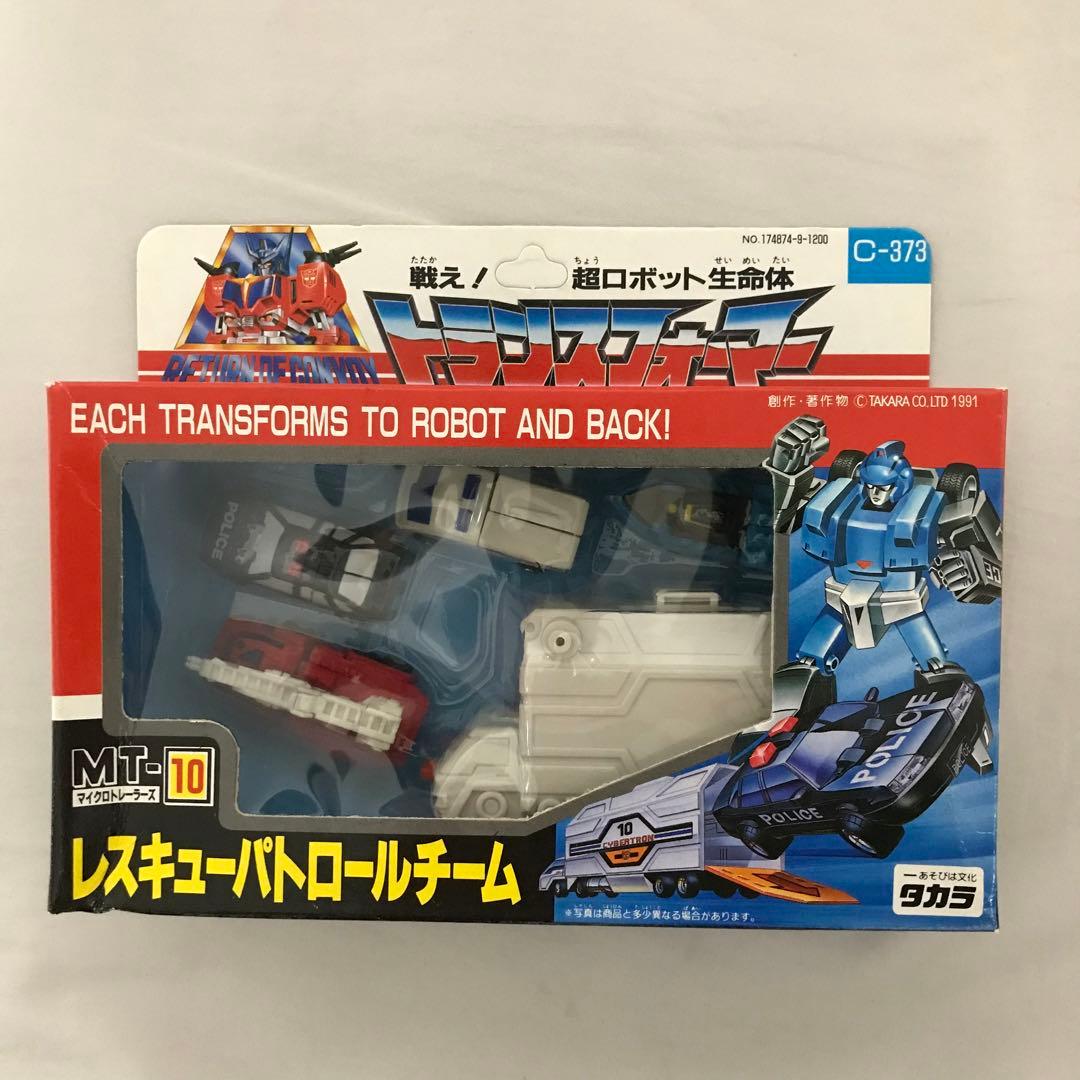 NO. 174874-9-1200
C-373
たたか ちょう せい めい たい
戦え! 超ロボット生命体
トランスフォーマー
RETURN OF CONVOY
EACH TRANSFORMS TO ROBOT AND BACK!
創作・著作物 © TAKARA CO., LTD. 1991
POLICE
MT-10
マイクロトレーラーズ
レスキューパトロールチーム
10
CYBERTRON
POLICE
POLICE
あそびは文化
タカラ
※写真は商品と多少異なる場合があります。